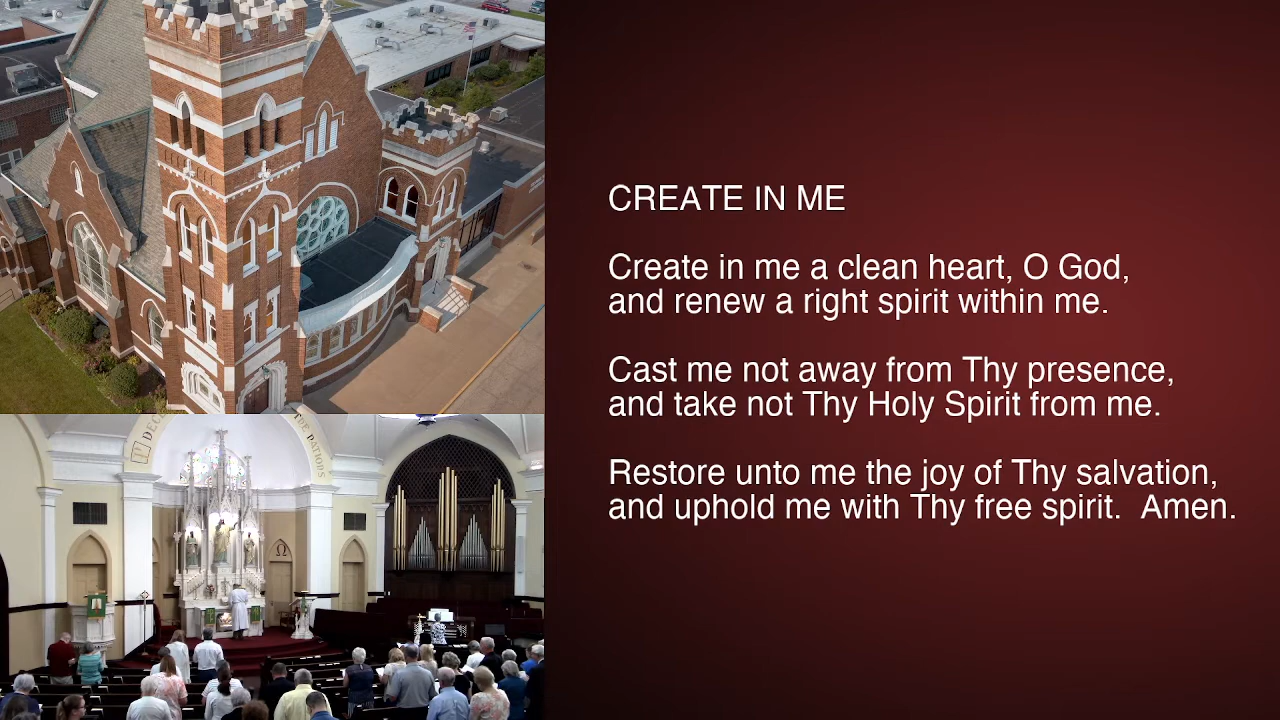 CREATE IN ME
Create in me a clean heart, O God,
and renew a right spirit within me.
Cast me not away from Thy presence,
and take not Thy Holy Spirit from me.
Restore unto me the joy of Thy salvation,
and uphold me with Thy free spirit.  Amen.
Ω